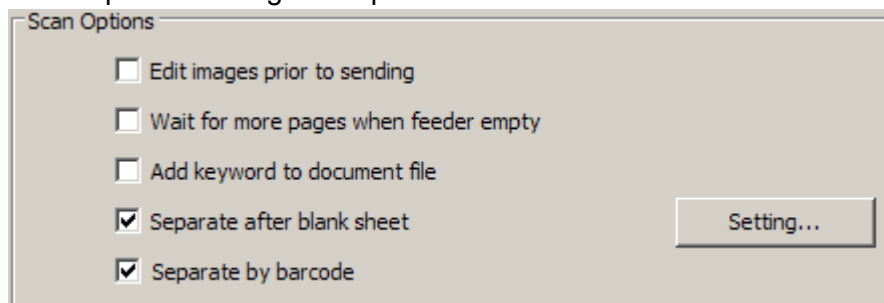 Scan Options
Edit images prior to sending
Wait for more pages when feeder empty
Add keyword to document file
Separate after blank sheet
Setting...
Separate by barcode